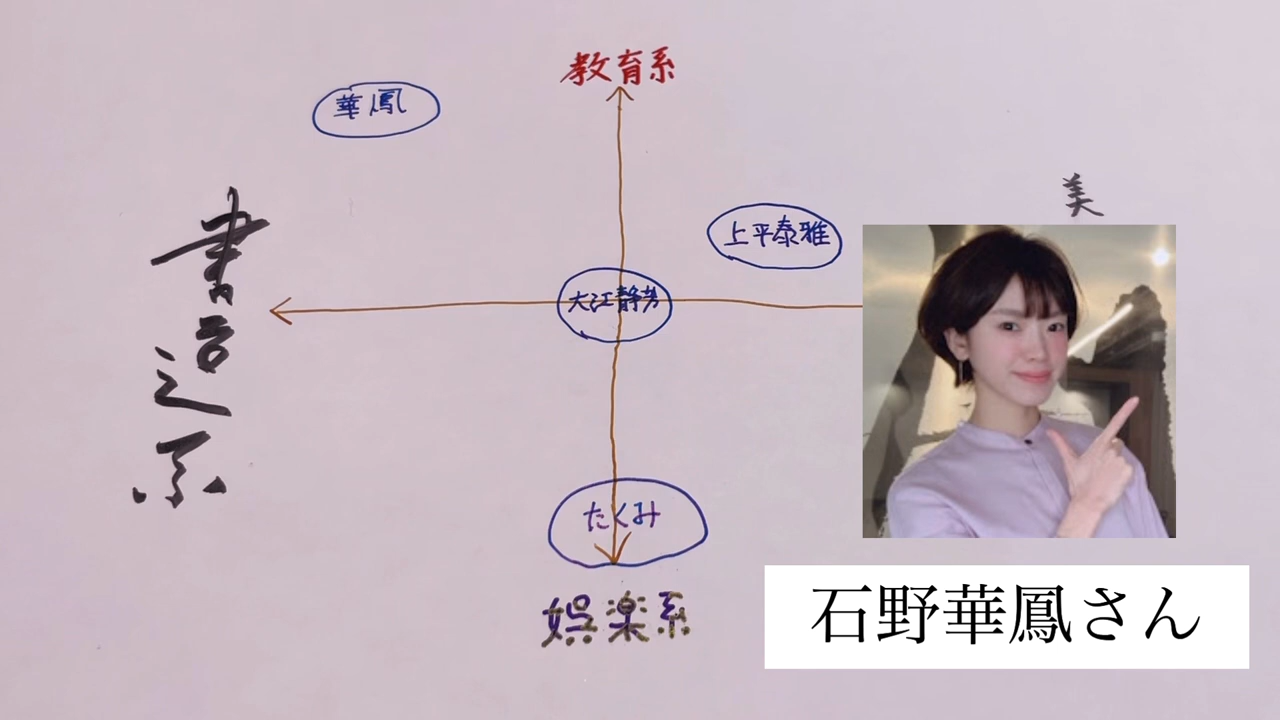 教育系
華鳳
美
上平泰雅
書道系
大江静芳
たくみ
娯楽系
石野華鳳さん